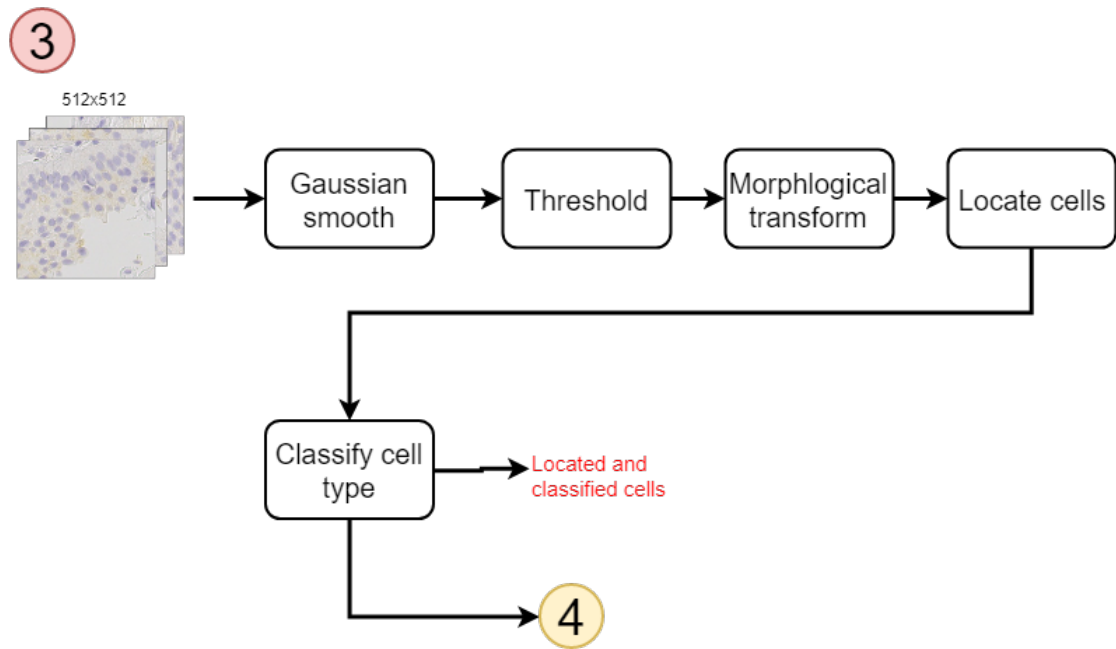 3
512x512
Gaussian
smooth
Threshold
Morphlogical
transform
Locate cells
Classify cell
type
Located and
classified cells
4